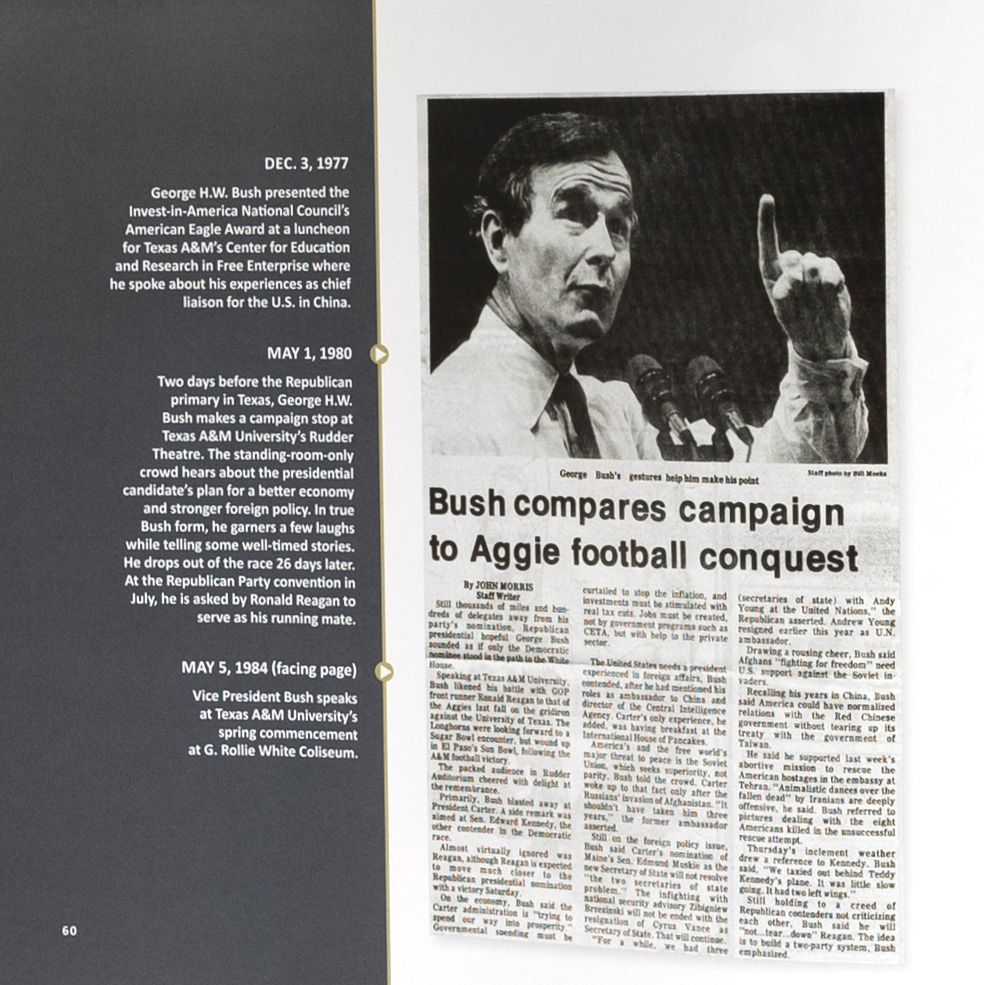 DEC. 3, 1977
George H.W. Bush presented the
Invest-in-America National Council's
American Eagle Award at a luncheon
for Texas A&M's Center for Education
and Research in Free Enterprise where
he spoke about his experiences as chief
liaison for the U.S. in China.
MAY 1, 1980
Two days before the Republican
primary in Texas, George H.W.
Bush makes a campaign stop at
Texas A&M University's Rudder
Theatre. The standing-room-only
crowd hears about the presidential
candidate's plan for a better economy
and stronger foreign policy. In true
Bush form, he garners a few laughs
while telling some well-timed stories.
He drops out of the race 26 days later.
At the Republican Party convention in
July, he is asked by Ronald Reagan to
serve as his running mate.
MAY 5, 1984 (facing page)
Vice President Bush speaks
at Texas A&M University's
spring commencement
at G. Rollie White Coliseum.
60
Staff photo by Bill Meeks
George Bush's gestures help him make his point
Bush compares campaign
to Aggie football conquest
By JOHN MORRIS
Staff Writer
Still thousands of miles and hun-
dreds of delegates away from his
party's nomination, Republican
presidential hopeful George Bush
sounded as if only the Democratic
nominee stood in the path to the White
House.
Speaking at Texas A&M University,
Bush likened his battle with GOP
front runner Ronald Reagan to that of
the Aggies last fall on the gridiron
against the University of Texas. The
Longhorns were looking forward to a
Sugar Bowl encounter, but wound up
in El Paso's Sun Bowl, following the
A&M football victory.
The packed audience in Rudder
Auditorium cheered with delight at
the remembrance.
Primarily, Bush blasted away at
President Carter. A side remark was
aimed at Sen. Edward Kennedy, the
other contender in the Democratic
race.
Almost virtually ignored was
Reagan, although Reagan is expected
to move much closer to the
Republican presidential nomination
with a victory Saturday.
On the economy, Bush said the
Carter administration is "trying to
spend our way into prosperity."
Governmental spending must be
curtailed to stop the inflation, and
investments must be stimulated with
real tax cuts. Jobs must be created,
not by government programs such as
CETA, but with help to the private
sector.
The United States needs a president
experienced in foreign affairs, Bush
contended, after he had mentioned his
roles as ambassador to China and
director of the Central Intelligence
Agency. Carter's only experience, he
added, was having breakfast at the
International House of Pancakes.
America's and the free world's
major threat to peace is the Soviet
Union, which seeks superiority, not
parity, Bush told the crowd. Carter
woke up to that fact only after the
Russians' invasion of Afghanistan. "It
shouldn't have taken him three
years," the former ambassador
asserted.
Still on the foreign policy issue,
Bush said Carter's nomination of
Maine's Sen. Edmund Muskie as the
new Secretary of State will not resolve
"the two secretaries of state
problem." The infighting with
national security advisory Zibigniew
Brrzezinski will not be ended with the
resignation of Cyrus Vance as
Secretary of State. That will continue.
"For a while, we had three
(secretaries of state) with Andy
Young at the United Nations," the
Republican asserted. Andrew Young
resigned earlier this year as U.N.
ambassador.
Drawing a rousing cheer, Bush said
Afghans "fighting for freedom" need
U.S. support against the Soviet in-
vaders.
Recalling his years in China, Bush
said America could have normalized
relations with the Red Chinese
government without tearing up its
treaty with the government of
Taiwan.
He said he supported last week's
abortive mission to rescue the
American hostages in the embassy at
Tehran. "Animalistic dances over the
fallen dead" by Iranians are deeply
offensive, he said. Bush referred to
pictures dealing with the eight
Americans killed in the unsuccessful
rescue attempt.
Thursday's inclement weather
drew a reference to Kennedy. Bush
said, "We taxied out behind Teddy
Kennedy's plane. It was little slow
going. It had two left wings."
Still holding to a creed of
Republican contenders not criticizing
each other, Bush said he will
"not...tear...down" Reagan. The idea
is to build a two-party system, Bush
emphasized.